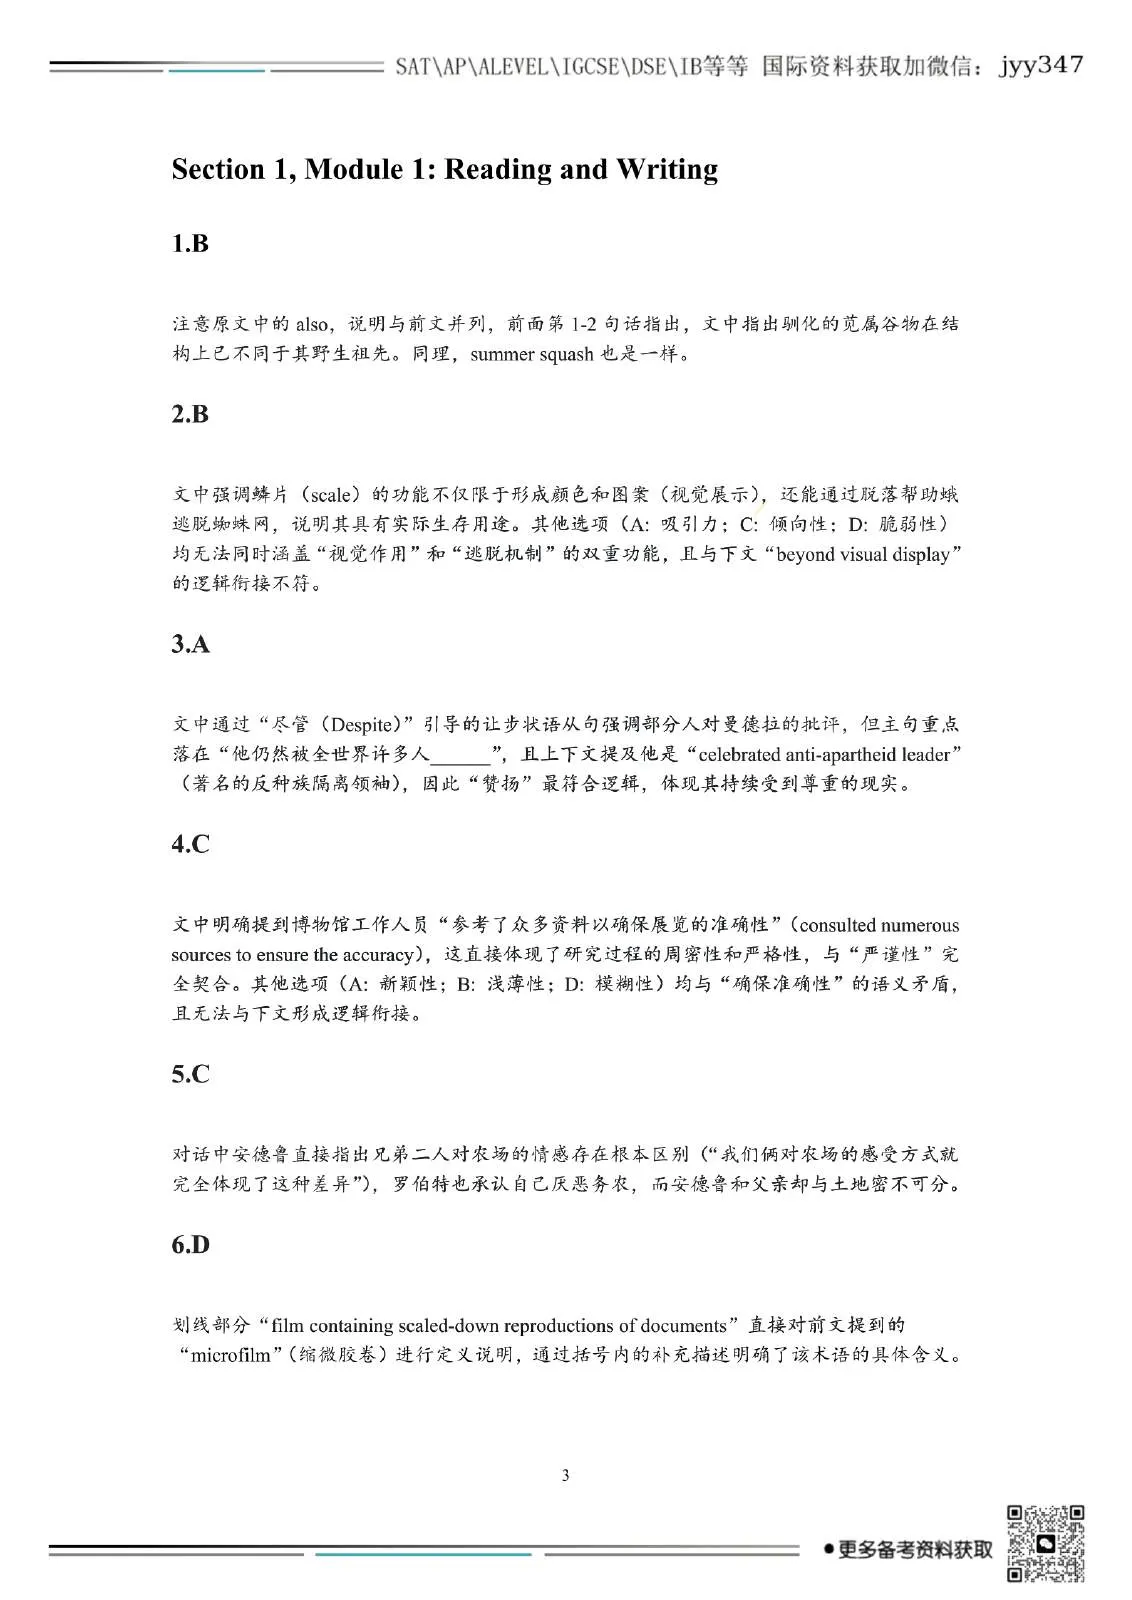 SAT\AP\ALEVEL\IGCSE\DSE\IB等等 国际资料获取加微信: jyy347
Section 1, Module 1: Reading and Writing
1.B
注意原文中的 also，说明与前文并列，前面第 1-2 句话指出，文中指出驯化的苋属谷物在结
构上已不同于其野生祖先。同理，summer squash 也是一样。
2.B
文中强调鳞片（scale）的功能不仅限于形成颜色和图案（视觉展示），还能通过脱落帮助蛾
逃脱蜘蛛网，说明其具有实际生存用途。其他选项（A: 吸引力；C: 倾向性；D: 脆弱性）
均无法同时涵盖“视觉作用”和“逃脱机制”的双重功能，且与下文“beyond visual display”
的逻辑衔接不符。
3.A
文中通过“尽管（Despite）”引导的让步状语从句强调部分人对曼德拉的批评，但主句重点
落在“他仍然被全世界许多人______”，且上下文提及他是“celebrated anti-apartheid leader”
（著名的反种族隔离领袖），因此“赞扬”最符合逻辑，体现其持续受到尊重的现实。
4.C
文中明确提到博物馆工作人员“参考了众多资料以确保展览的准确性”（consulted numerous
sources to ensure the accuracy），这直接体现了研究过程的周密性和严格性，与“严谨性”完
全契合。其他选项（A: 新颖性；B: 浅薄性；D: 模糊性）均与“确保准确性”的语义矛盾，
且无法与下文形成逻辑衔接。
5.C
对话中安德鲁直接指出兄弟二人对农场的情感存在根本区别（“我们俩对农场的感受方式就
完全体现了这种差异”），罗伯特也承认自己厌恶务农，而安德鲁和父亲却与土地密不可分。
6.D
划线部分“film containing scaled-down reproductions of documents”直接对前文提到的
“microfilm”（缩微胶卷）进行定义说明，通过括号内的补充描述明确了该术语的具体含义。
3
●更多备考资料获取